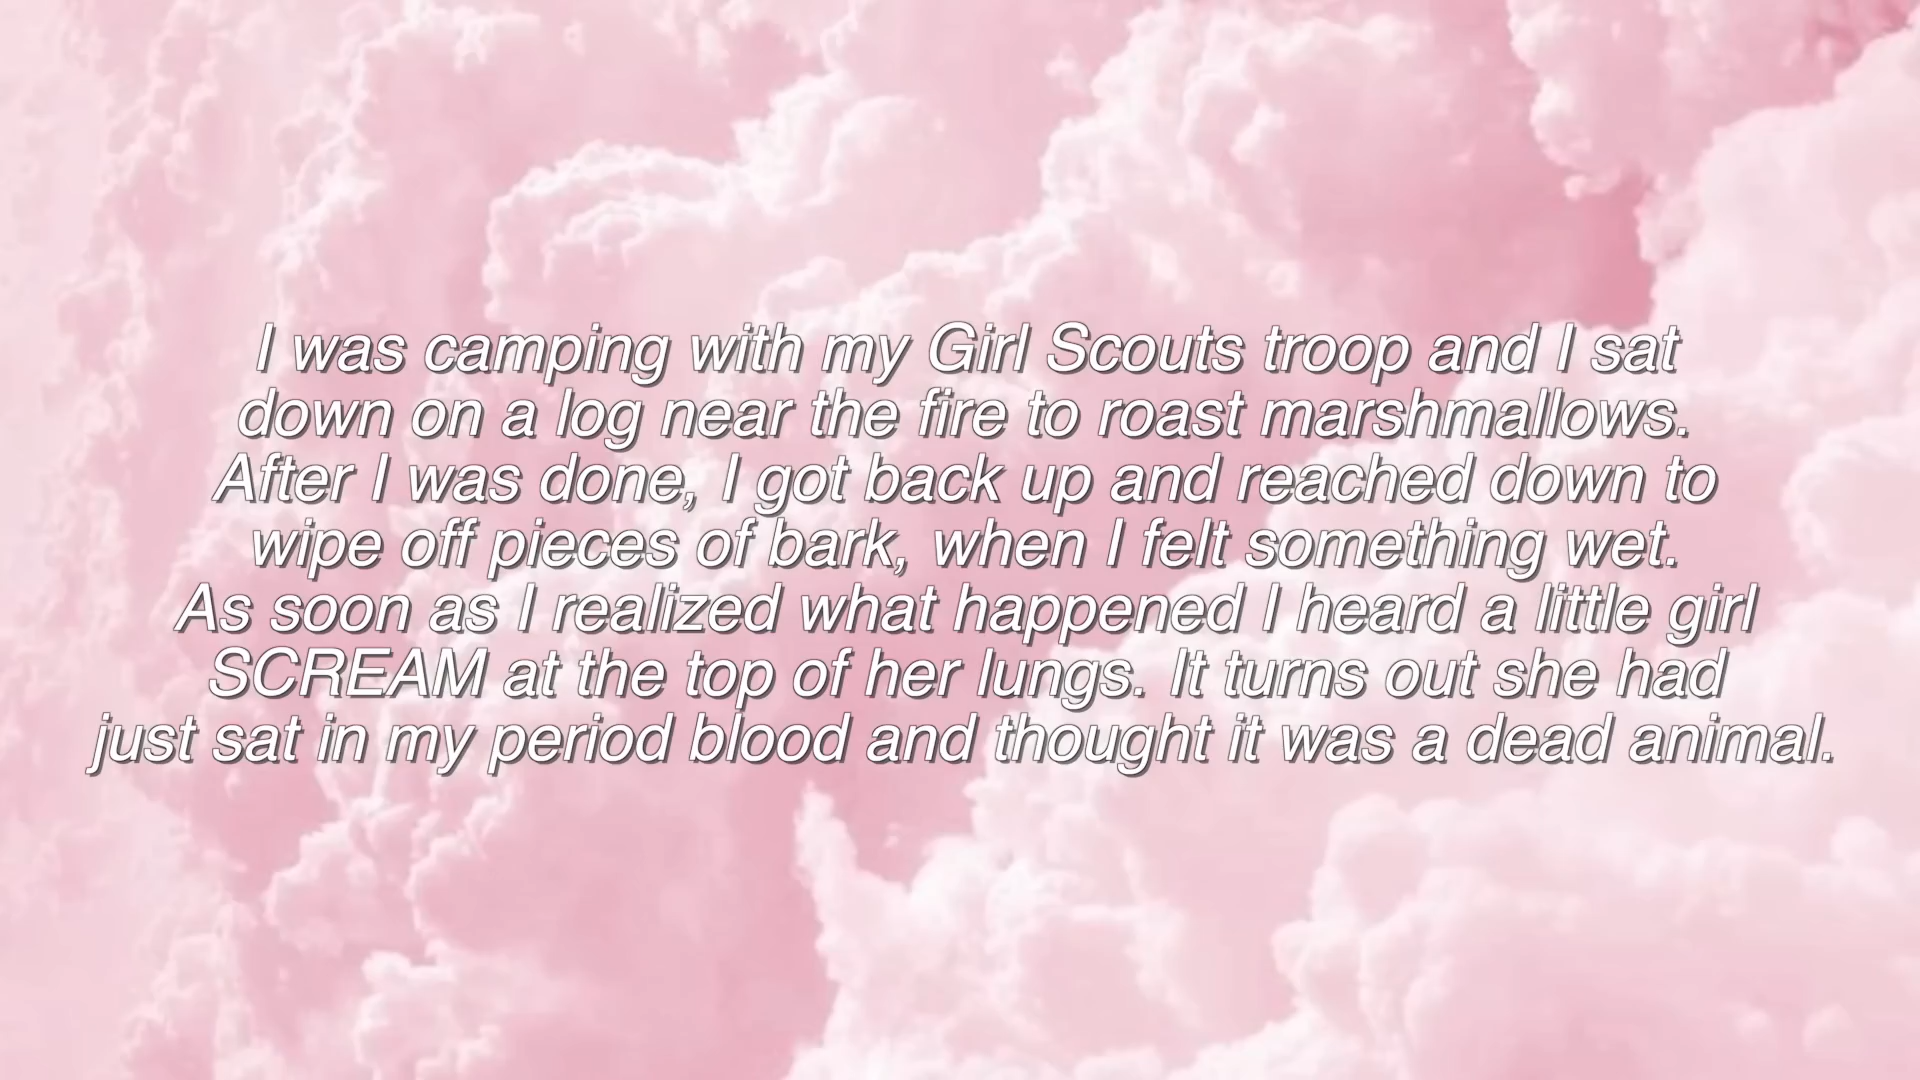 I was camping with my Girl Scouts troop and I sat
down on a log near the fire to roast marshmallows.
After I was done, I got back up and reached down to
wipe off pieces of bark, when I felt something wet.
As soon as I realized what happened I heard a little girl
SCREAM at the top of her lungs. It turns out she had
just sat in my period blood and thought it was a dead animal.